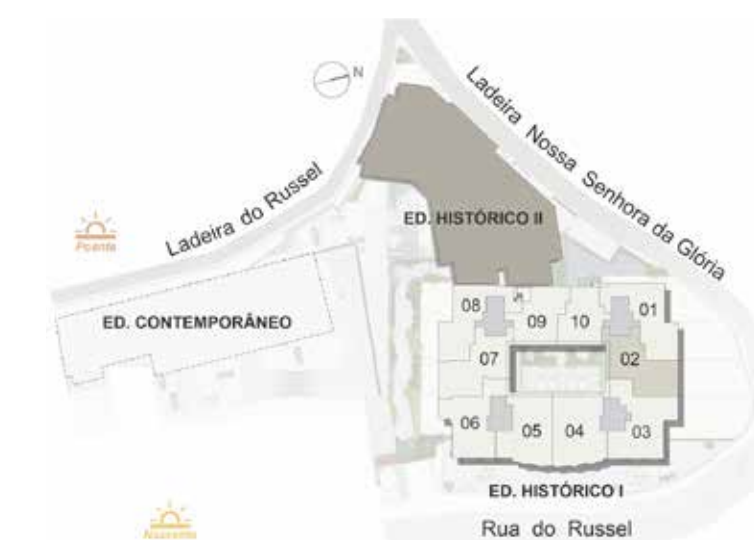 N
Ladeira Nossa Senhora da Glória
Ladeira do Russel
Poente
ED. HISTÓRICO II
ED. CONTEMPORÂNEO
08
09
10
01
07
02
06
05
04
03
ED. HISTÓRICO I
Nascente
Rua do Russel